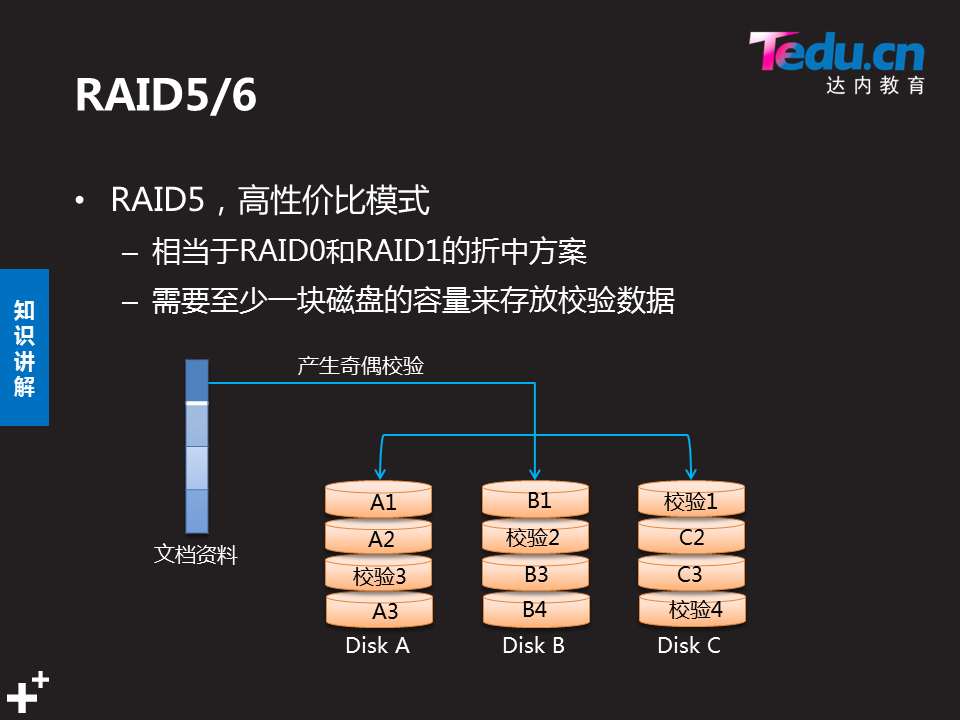 Tedu.cn
达内教育
RAID5/6
• RAID5，高性价比模式
– 相当于RAID0和RAID1的折中方案
– 需要至少一块磁盘的容量来存放校验数据
知识讲解
产生奇偶校验
A1 B1 校验1
A2 校验2 C2
校验3 B3 C3
A3 B4 校验4
文档资料
Disk A Disk B Disk C